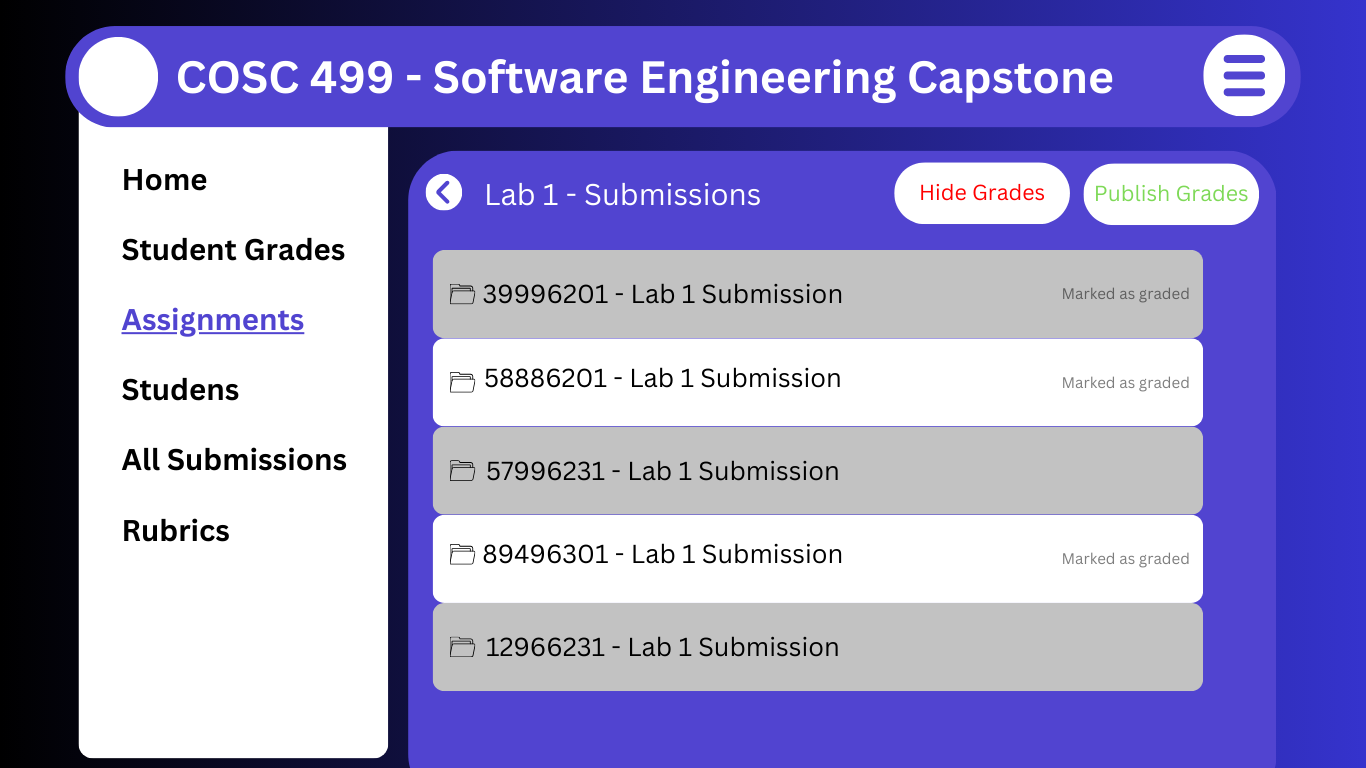 COSC 499 - Software Engineering Capstone
Home
Student Grades
Assignments
Studens
All Submissions
Rubrics
Lab 1 - Submissions
Hide Grades
Publish Grades
39996201 - Lab 1 Submission
Marked as graded
58886201 - Lab 1 Submission
Marked as graded
57996231 - Lab 1 Submission
89496301 - Lab 1 Submission
Marked as graded
12966231 - Lab 1 Submission